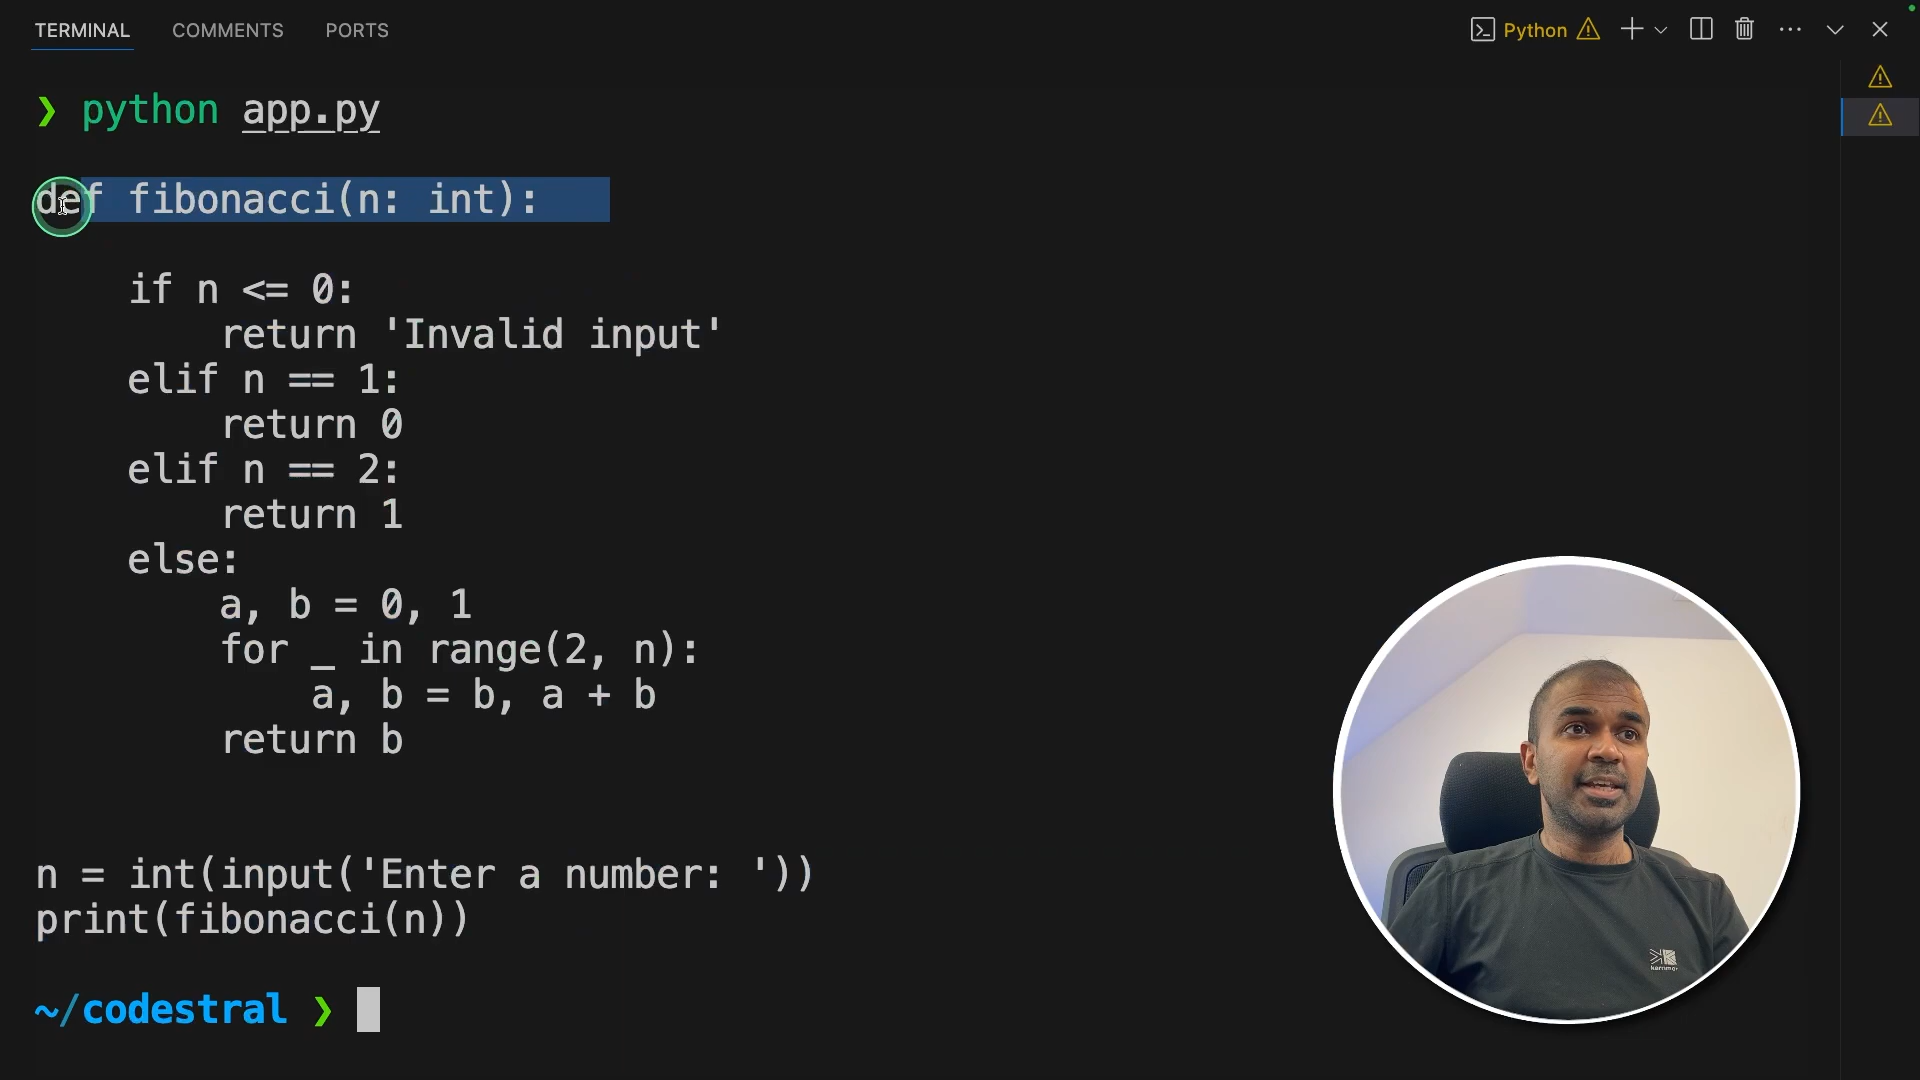 TERMINAL COMMENTS PORTS Python
❯ python app.py
def fibonacci(n: int):
    if n <= 0:
        return 'Invalid input'
    elif n == 1:
        return 0
    elif n == 2:
        return 1
    else:
        a, b = 0, 1
        for _ in range(2, n):
            a, b = b, a + b
        return b
n = int(input('Enter a number: '))
print(fibonacci(n))
~/codestral ❯